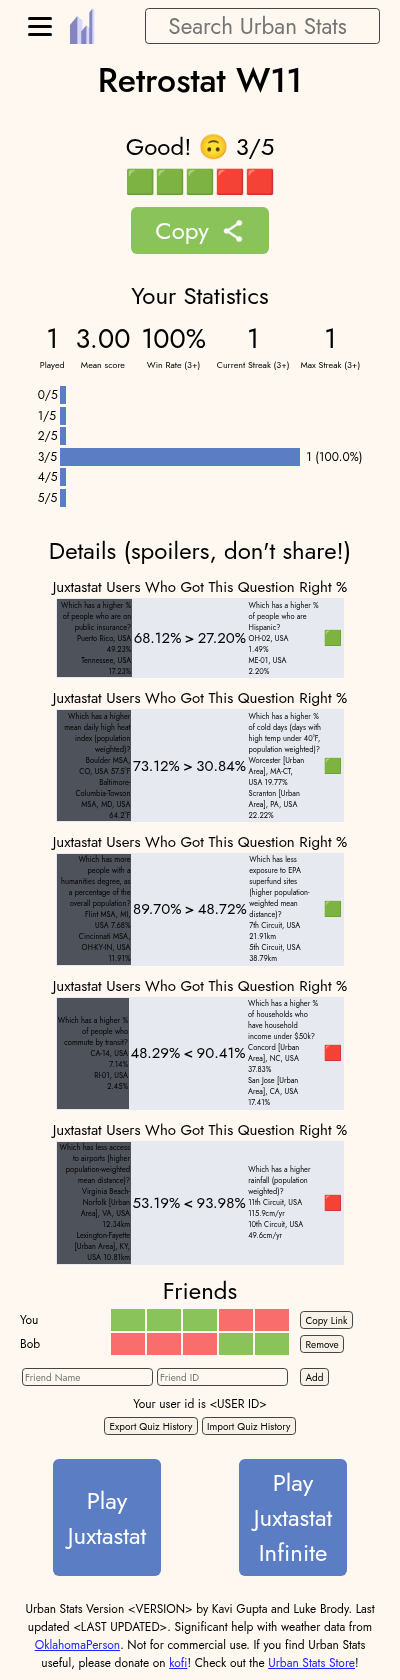 Search Urban Stats
Retrostat W11
Good! 🙃 3/5
🟩🟩🟩🟥🟥
Copy
Your Statistics
1 3.00 100% 1 1
Played Mean score Win Rate (3+) Current Streak (3+) Max Streak (3+)
0/5
1/5
2/5
3/5 1 (100.0%)
4/5
5/5
Details (spoilers, don't share!)
Juxtastat Users Who Got This Question Right %
Which has a higher %
of people who are on
public insurance?
Puerto Rico, USA
49.23%
Tennessee, USA
17.23%
68.12% > 27.20%
Which has a higher %
of people who are
Hispanic?
OH-02, USA
1.49%
ME-01, USA
2.20%
🟩
Juxtastat Users Who Got This Question Right %
Which has a higher
mean daily high heat
index (population
weighted)?
Boulder MSA,
CO, USA 57.5°F
Baltimore-
Columbia-Towson
MSA, MD, USA
64.2°F
73.12% > 30.84%
Which has a higher %
of cold days (days with
high temp under 40°F,
population weighted)?
Worcester [Urban
Area], MA-CT,
USA 19.77%
Scranton [Urban
Area], PA, USA
22.22%
🟩
Juxtastat Users Who Got This Question Right %
Which has more
people with a
humanities degree, as
a percentage of the
overall population?
Flint MSA, MI,
USA 7.68%
Cincinnati MSA,
OH-KY-IN, USA
11.91%
89.70% > 48.72%
Which has less
exposure to EPA
superfund sites
(higher population-
weighted mean
distance)?
7th Circuit, USA
21.91km
5th Circuit, USA
38.79km
🟩
Juxtastat Users Who Got This Question Right %
Which has a higher %
of people who
commute by transit?
CA-14, USA
7.14%
RI-01, USA
2.45%
48.29% < 90.41%
Which has a higher %
of households who
have household
income under $50k?
Concord [Urban
Area], NC, USA
37.83%
San Jose [Urban
Area], CA, USA
17.41%
🟥
Juxtastat Users Who Got This Question Right %
Which has less access
to airports (higher
population-weighted
mean distance)?
Virginia Beach-
Norfolk [Urban
Area], VA, USA
12.34km
Lexington-Fayette
[Urban Area], KY,
USA 10.81km
53.19% < 93.98%
Which has a higher
rainfall (population
weighted)?
11th Circuit, USA
115.9cm/yr
10th Circuit, USA
49.6cm/yr
🟥
Friends
You Copy Link
Bob Remove
Friend Name Friend ID Add
Your user id is <USER ID>
Export Quiz History Import Quiz History
Play
Juxtastat
Play
Juxtastat
Infinite
Urban Stats Version <VERSION> by Kavi Gupta and Luke Brody. Last
updated <LAST UPDATED>. Significant help with weather data from
OklahomaPerson. Not for commercial use. If you find Urban Stats
useful, please donate on kofi! Check out the Urban Stats Store!